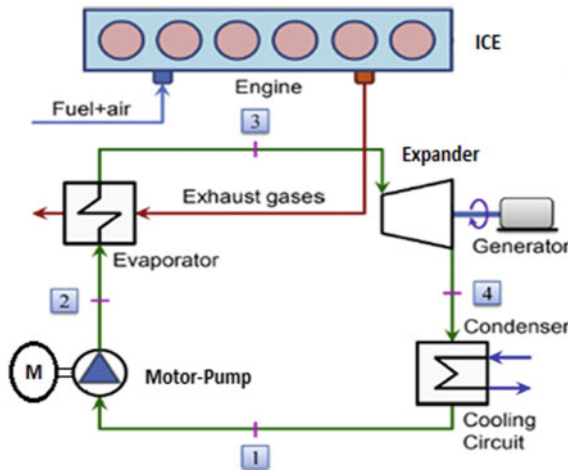 ICE
Engine
Fuel+air
3
Expander
Exhaust gases
Evaporator
Generator
2
4
Condenser
M
Motor-Pump
Cooling
Circuit
1